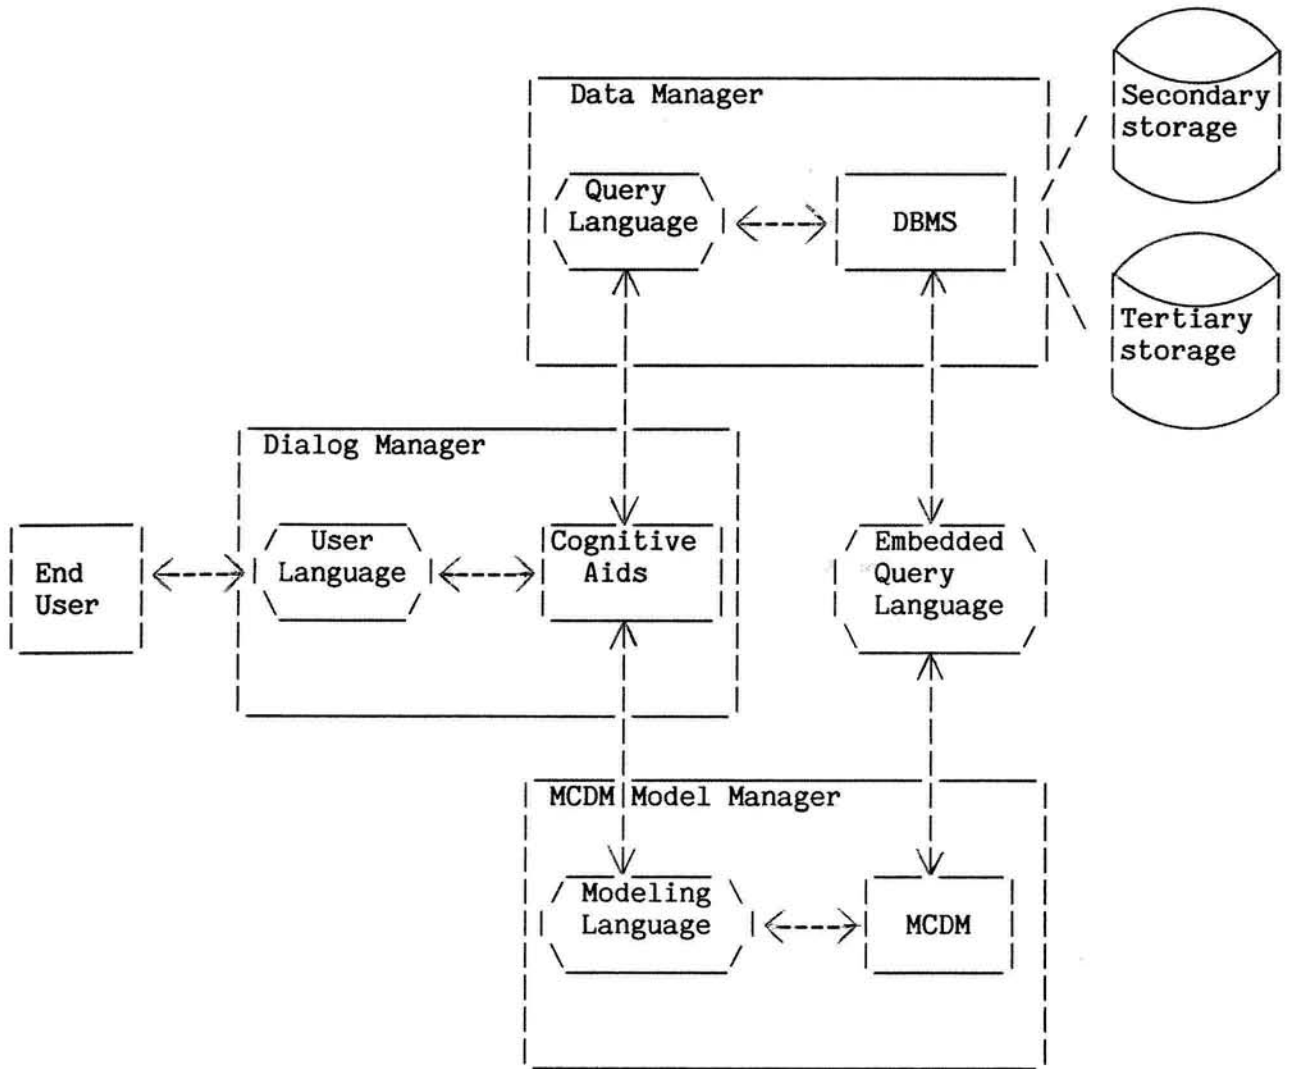 Data Manager
Secondary
storage
Query
Language
DBMS
Tertiary
storage
Dialog Manager
End
User
User
Language
Cognitive
Aids
Embedded
Query
Language
MCDM Model Manager
Modeling
Language
MCDM